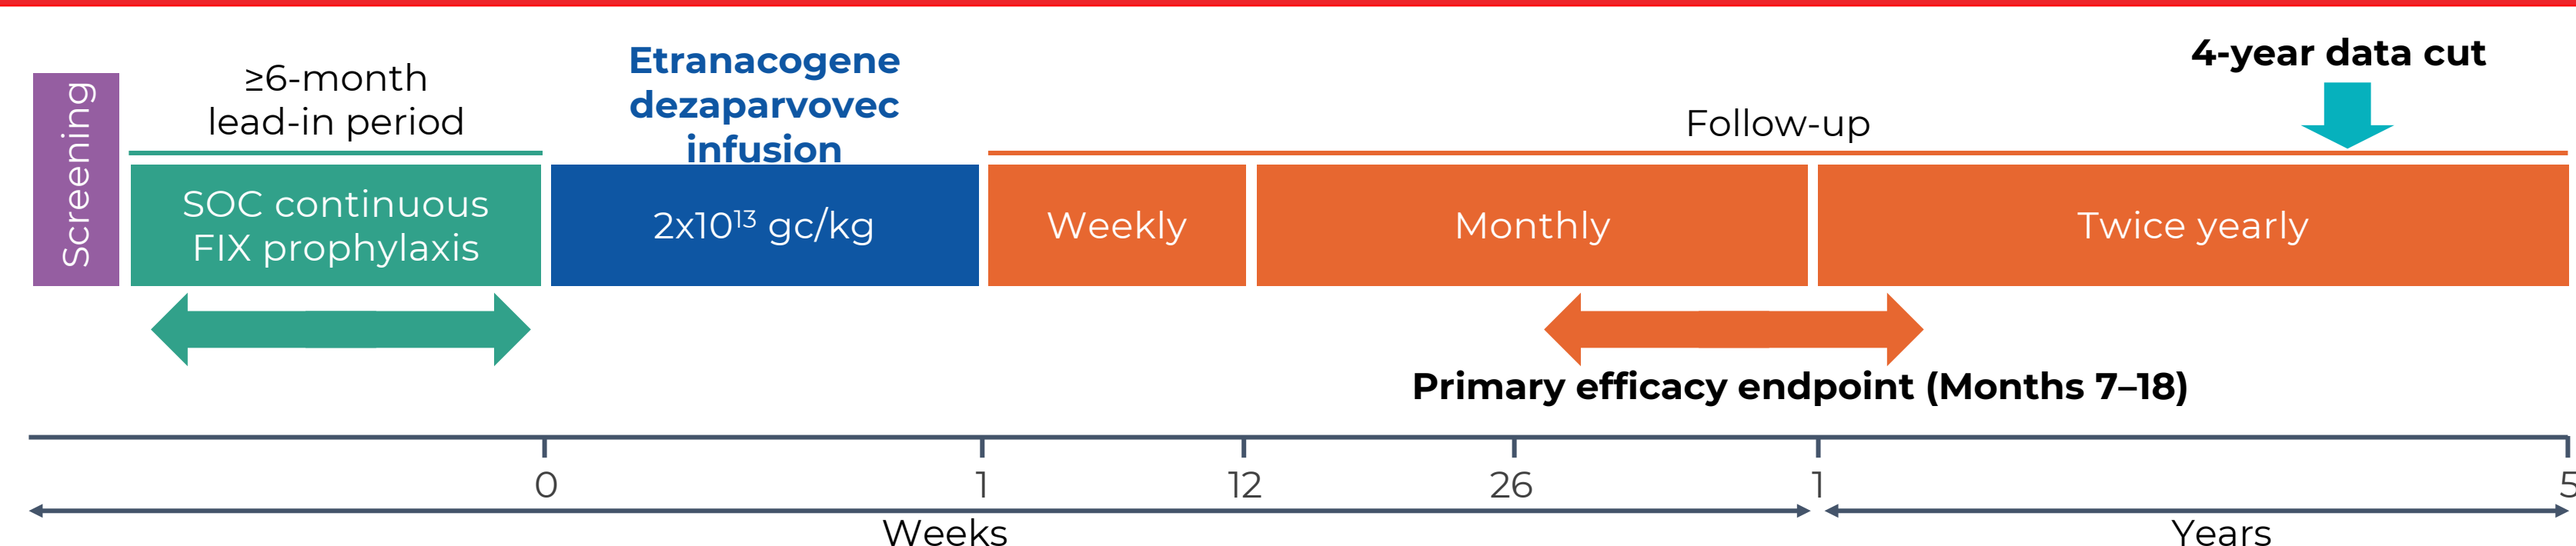 Screening
≥6-month
lead-in period
SOC continuous
FIX prophylaxis
Etranacogene
dezaparvovec
infusion
2x10¹³ gc/kg
Follow-up
4-year data cut
Weekly
Monthly
Twice yearly
Primary efficacy endpoint (Months 7–18)
0
1
12
26
1
5
Weeks
Years